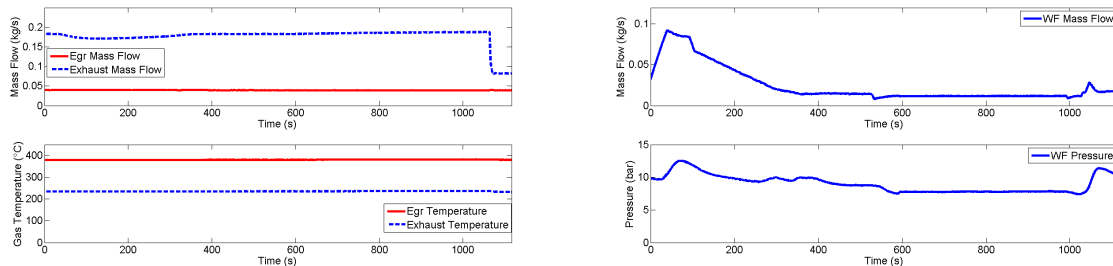 Mass Flow (kg/s)
0.2
0.15
0.1
0.05
0
Egr Mass Flow
Exhaust Mass Flow
0 200 400 600 800 1000
Time (s)
Gas Temperature (°C)
400
300
200
100
0
Egr Temperature
Exhaust Temperature
0 200 400 600 800 1000
Time (s)
Mass Flow (kg/s)
0.1
0.05
0
WF Mass Flow
0 200 400 600 800 1000
Time (s)
Pressure (bar)
15
10
5
0
WF Pressure
0 200 400 600 800 1000
Time (s)